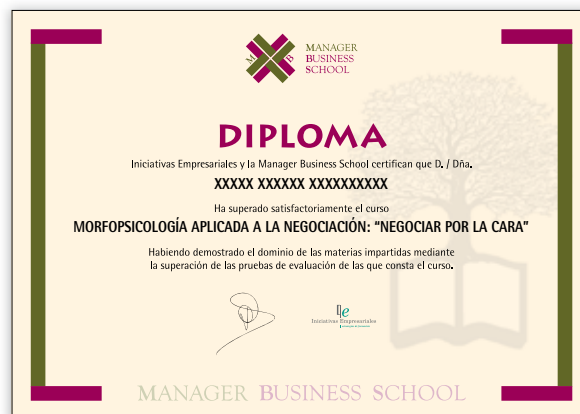 M B
MANAGER
BUSINESS
SCHOOL
DIPLOMA
Iniciativas Empresariales y la Manager Business School certifican que D. / Dña.
XXXXX XXXXXX XXXXXXXXXX
Ha superado satisfactoriamente el curso
MORFOPSICOLOGÍA APLICADA A LA NEGOCIACIÓN: “NEGOCIAR POR LA CARA”
Habiendo demostrado el dominio de las materias impartidas mediante
la superación de las pruebas de evaluación de las que consta el curso.
Ie
Iniciativas Empresariales
MANAGER BUSINESS SCHOOL